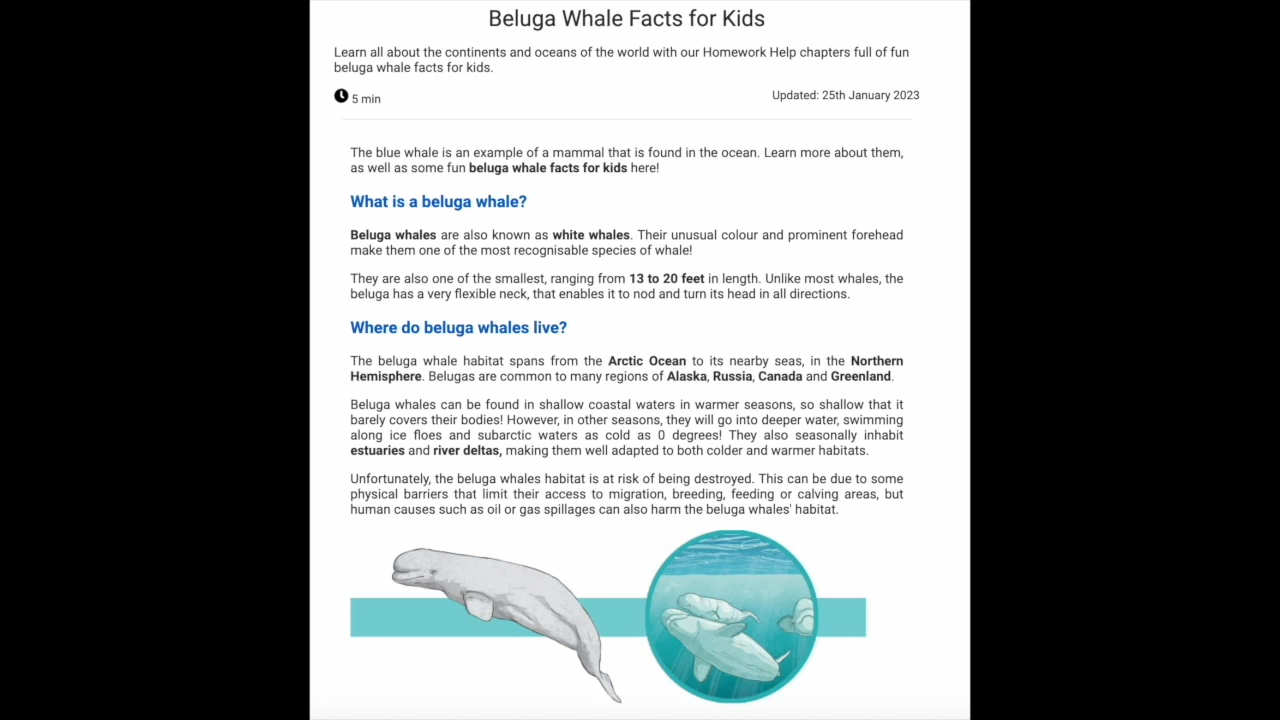 Beluga Whale Facts for Kids
Learn all about the continents and oceans of the world with our Homework Help chapters full of fun
beluga whale facts for kids.
5 min
Updated: 25th January 2023
The blue whale is an example of a mammal that is found in the ocean. Learn more about them,
as well as some fun beluga whale facts for kids here!
What is a beluga whale?
Beluga whales are also known as white whales. Their unusual colour and prominent forehead
make them one of the most recognisable species of whale!
They are also one of the smallest, ranging from 13 to 20 feet in length. Unlike most whales, the
beluga has a very flexible neck, that enables it to nod and turn its head in all directions.
Where do beluga whales live?
The beluga whale habitat spans from the Arctic Ocean to its nearby seas, in the Northern
Hemisphere. Belugas are common to many regions of Alaska, Russia, Canada and Greenland.
Beluga whales can be found in shallow coastal waters in warmer seasons, so shallow that it
barely covers their bodies! However, in other seasons, they will go into deeper water, swimming
along ice floes and subarctic waters as cold as 0 degrees! They also seasonally inhabit
estuaries and river deltas, making them well adapted to both colder and warmer habitats.
Unfortunately, the beluga whales habitat is at risk of being destroyed. This can be due to some
physical barriers that limit their access to migration, breeding, feeding or calving areas, but
human causes such as oil or gas spillages can also harm the beluga whales' habitat.